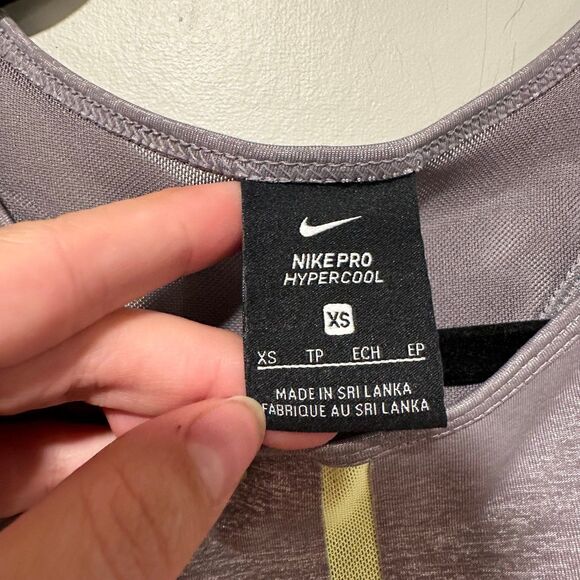 NIKE PRO
HYPERCOOL
XS
XS TP ECH EP
MADE IN SRI LANKA
FABRIQUE AU SRI LANKA